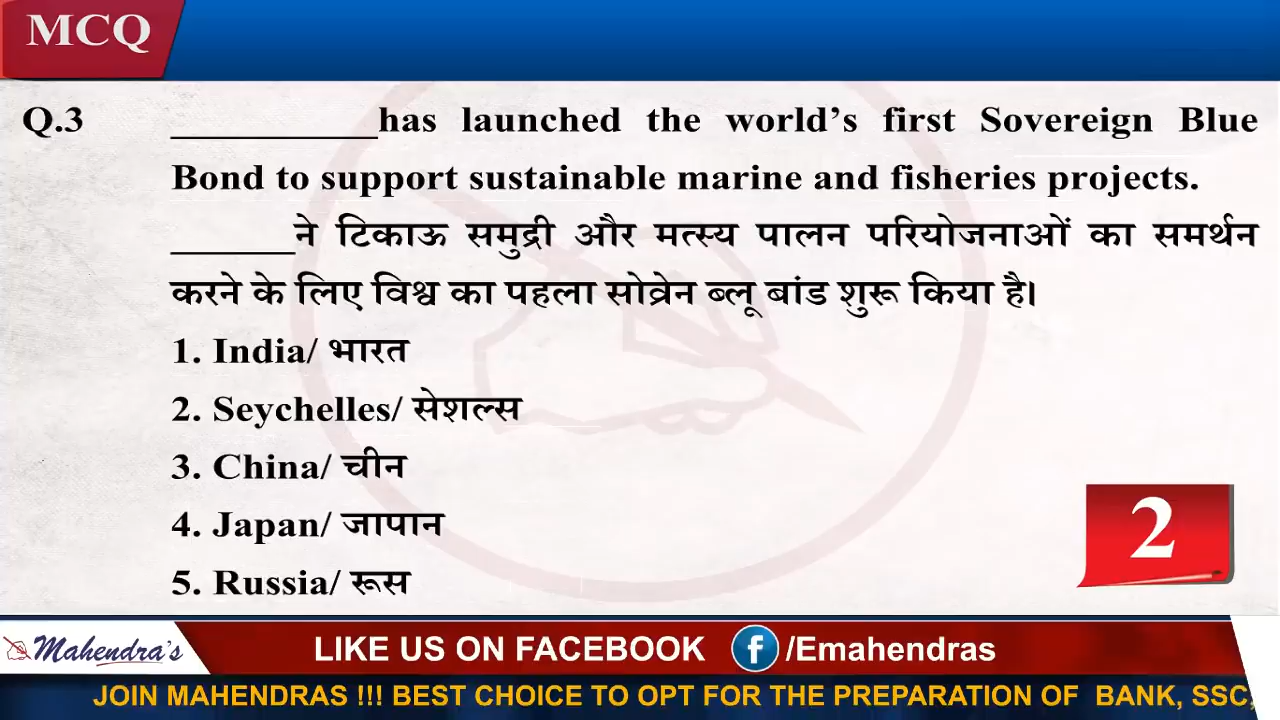 MCQ
Q.3 __________has launched the world’s first Sovereign Blue
Bond to support sustainable marine and fisheries projects.
______ने टिकाऊ समुद्री और मत्स्य पालन परियोजनाओं का समर्थन
करने के लिए विश्व का पहला सोव्रेन ब्लू बांड शुरू किया है।
1. India/ भारत
2. Seychelles/ सेशल्स
3. China/ चीन
4. Japan/ जापान
5. Russia/ रूस
2
Mahendra's
LIKE US ON FACEBOOK f /Emahendras
JOIN MAHENDRAS !!! BEST CHOICE TO OPT FOR THE PREPARATION OF BANK, SSC,